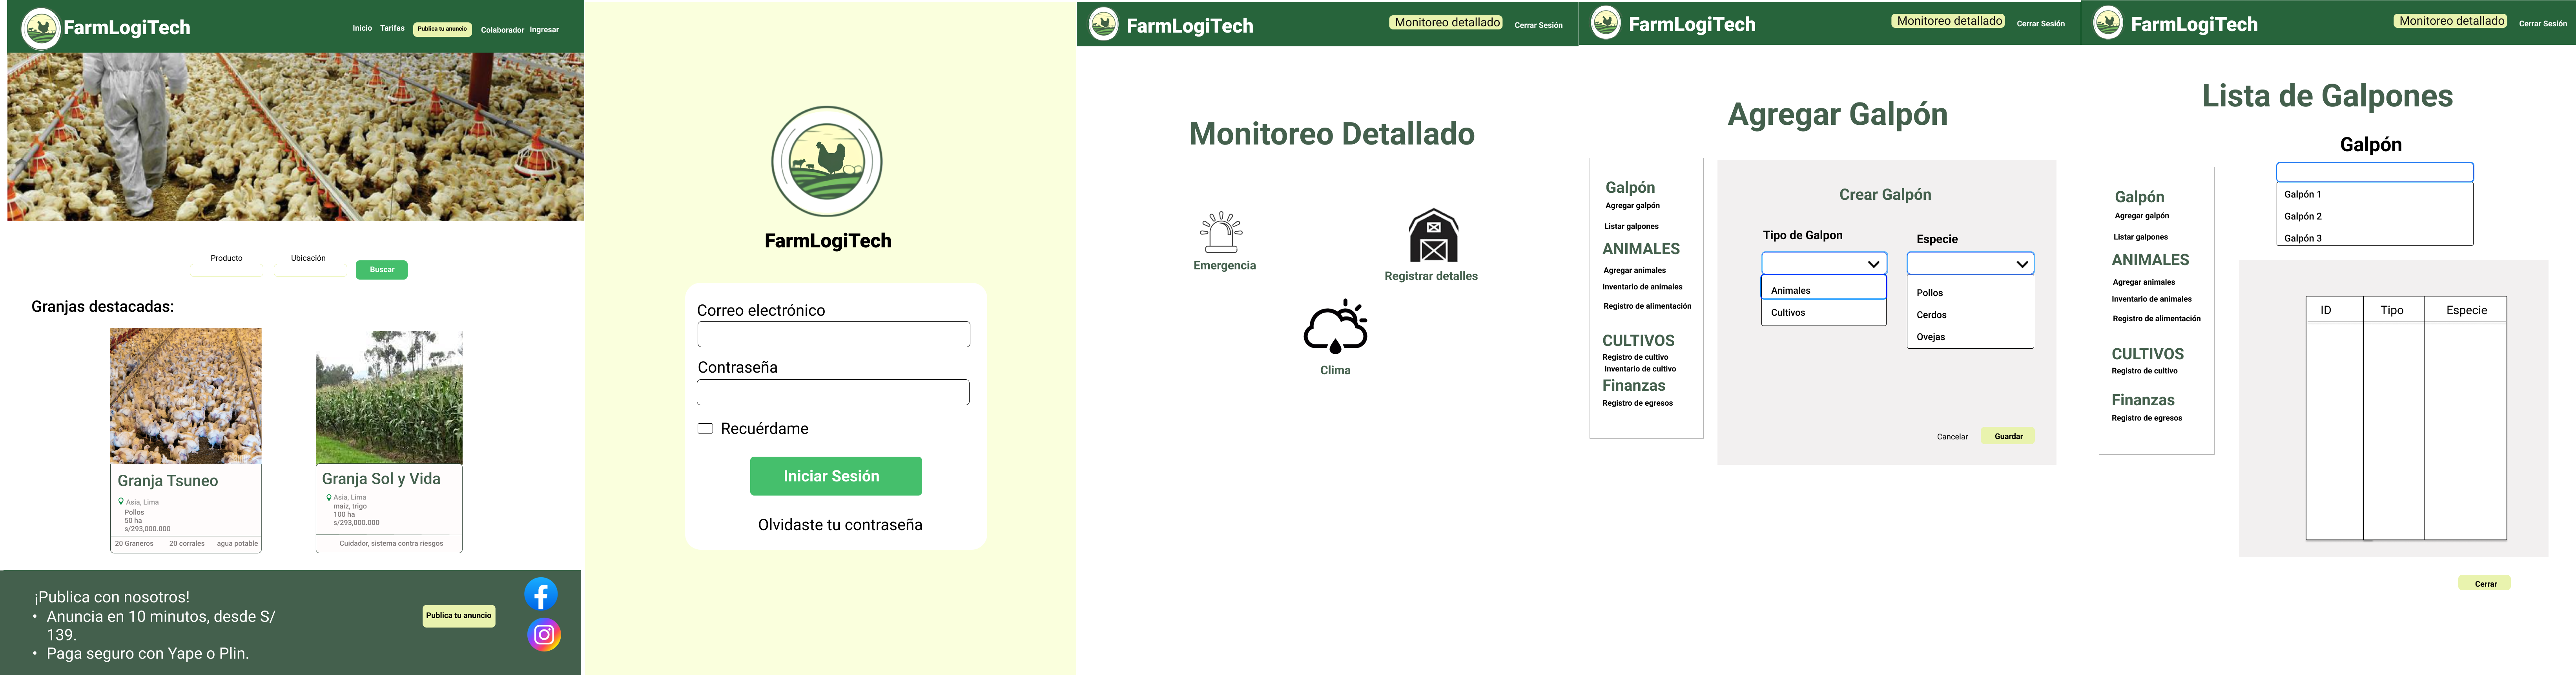 FarmLogiTech
Inicio Tarifas Publica tu anuncio Colaborador Ingresar
Producto Ubicación Buscar
Granjas destacadas:
Granja Tsuneo
Asia, Lima
Pollos
50 ha
s/293,000.000
20 Graneros 20 corrales agua potable
Granja Sol y Vida
Asia, Lima
maíz, trigo
100 ha
s/293,000.000
Cuidador, sistema contra riesgos
¡Publica con nosotros!
• Anuncia en 10 minutos, desde S/
139.
• Paga seguro con Yape o Plin.
Publica tu anuncio
FarmLogiTech
Correo electrónico
Contraseña
Recuérdame
Iniciar Sesión
Olvidaste tu contraseña
FarmLogiTech Monitoreo detallado Cerrar Sesión
Monitoreo Detallado
Emergencia
Registrar detalles
Clima
FarmLogiTech Monitoreo detallado Cerrar Sesión
Agregar Galpón
Galpón
Agregar galpón
Listar galpones
ANIMALES
Agregar animales
Inventario de animales
Registro de alimentación
CULTIVOS
Registro de cultivo
Inventario de cultivo
Finanzas
Registro de egresos
Crear Galpón
Tipo de Galpon
Animales
Cultivos
Especie
Pollos
Cerdos
Ovejas
Cancelar Guardar
FarmLogiTech Monitoreo detallado Cerrar Sesión
Lista de Galpones
Galpón
Agregar galpón
Listar galpones
ANIMALES
Agregar animales
Inventario de animales
Registro de alimentación
CULTIVOS
Registro de cultivo
Finanzas
Registro de egresos
Galpón
Galpón 1
Galpón 2
Galpón 3
ID Tipo Especie
Cerrar